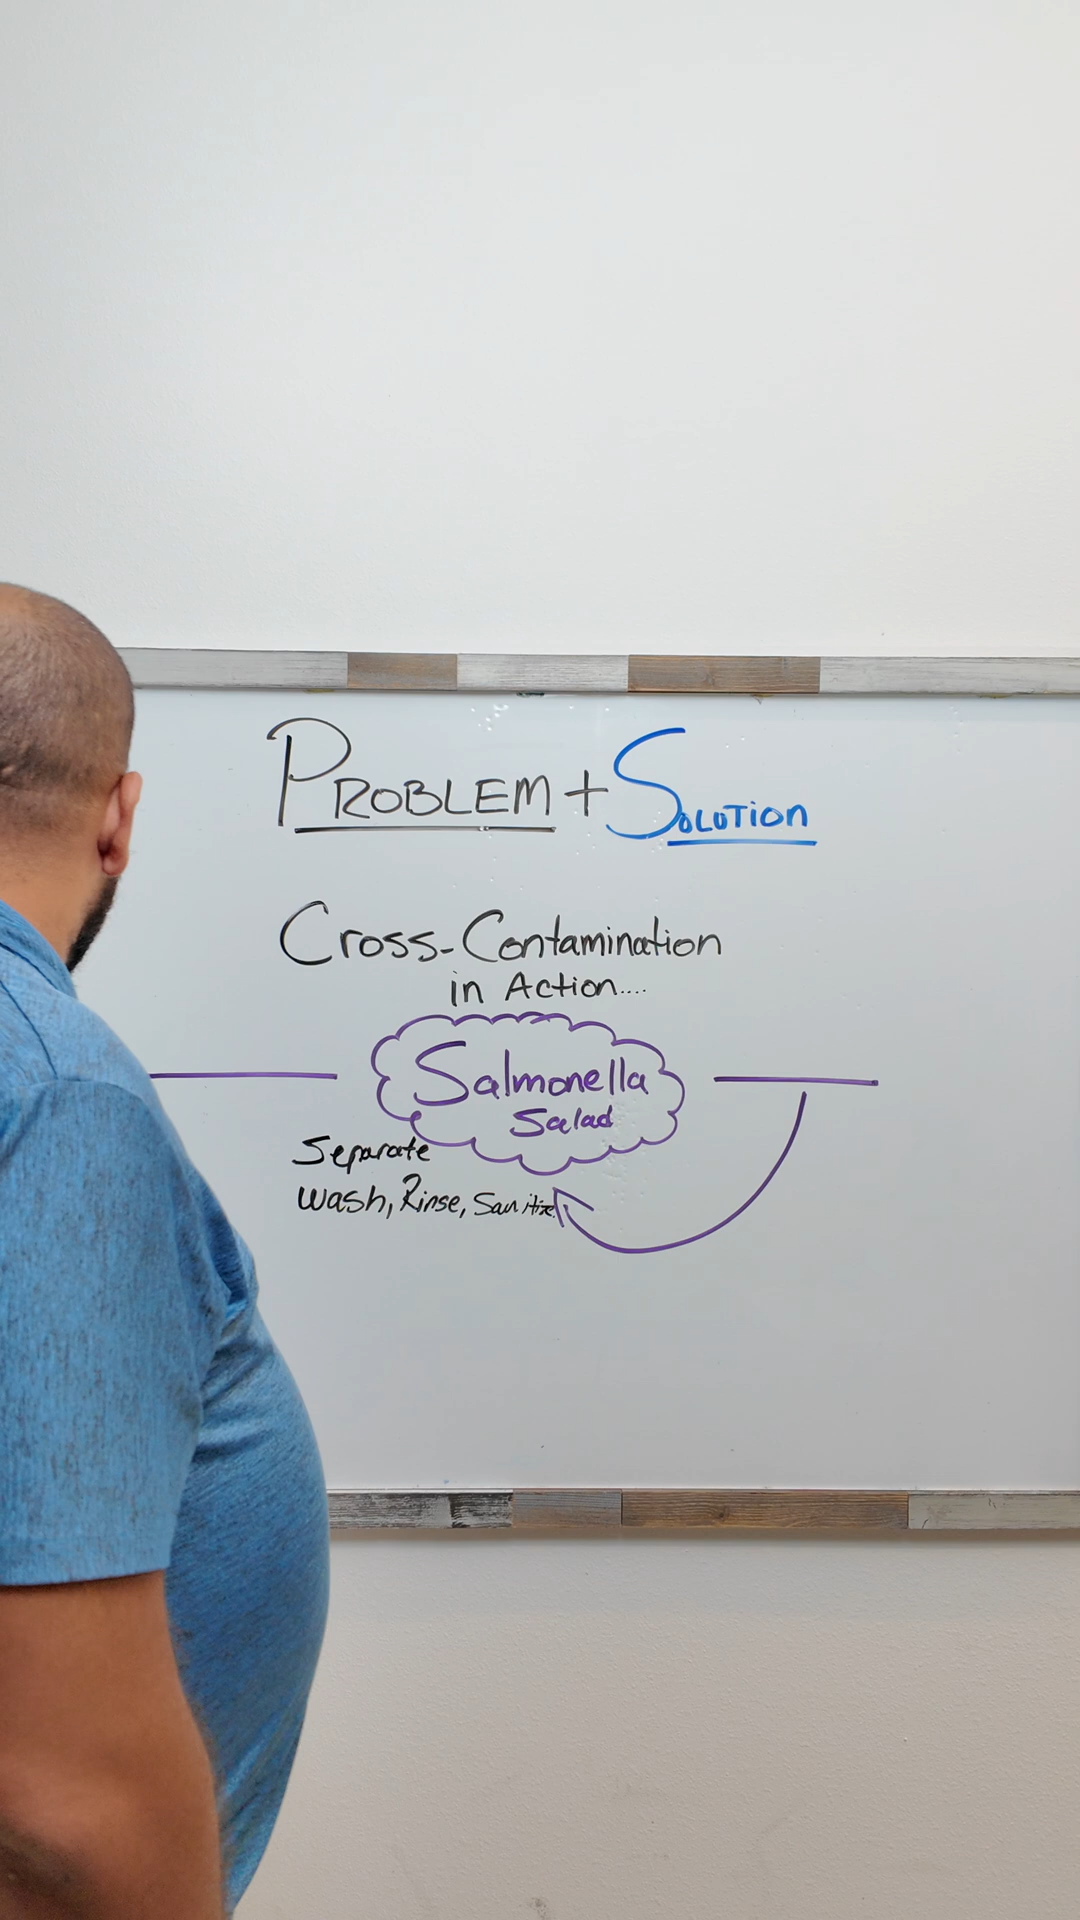 PROBLEM + SOLUTION
Cross-Contamination
in Action....
Salmonella
Salad
Separate
Wash, Rinse, Sanitize